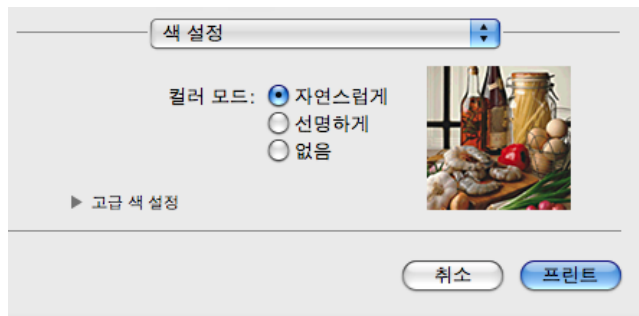 색 설정
컬러 모드: 자연스럽게
선명하게
없음
고급 색 설정
취소 프린트